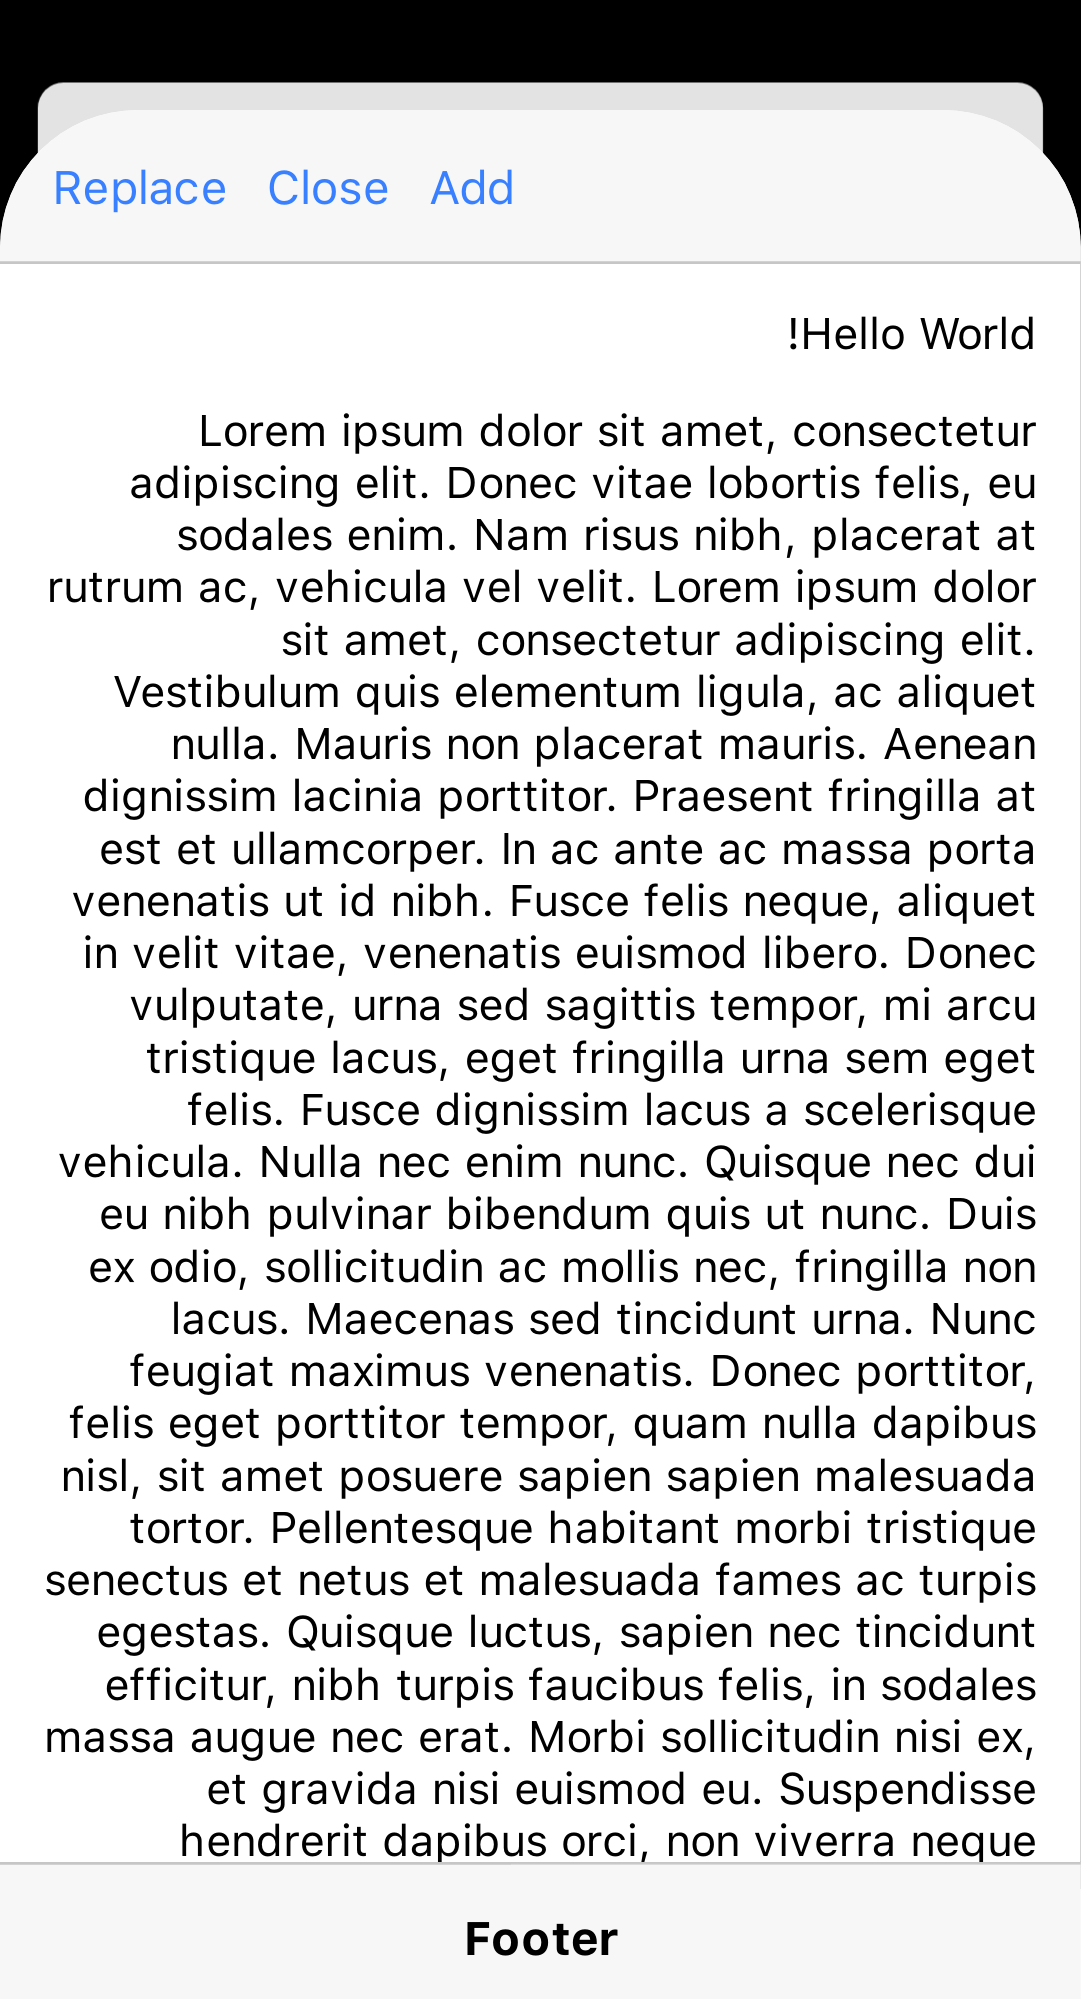 Replace Close Add
!Hello World
Lorem ipsum dolor sit amet, consectetur
adipiscing elit. Donec vitae lobortis felis, eu
sodales enim. Nam risus nibh, placerat at
rutrum ac, vehicula vel velit. Lorem ipsum dolor
sit amet, consectetur adipiscing elit.
Vestibulum quis elementum ligula, ac aliquet
nulla. Mauris non placerat mauris. Aenean
dignissim lacinia porttitor. Praesent fringilla at
est et ullamcorper. In ac ante ac massa porta
venenatis ut id nibh. Fusce felis neque, aliquet
in velit vitae, venenatis euismod libero. Donec
vulputate, urna sed sagittis tempor, mi arcu
tristique lacus, eget fringilla urna sem eget
felis. Fusce dignissim lacus a scelerisque
vehicula. Nulla nec enim nunc. Quisque nec dui
eu nibh pulvinar bibendum quis ut nunc. Duis
ex odio, sollicitudin ac mollis nec, fringilla non
lacus. Maecenas sed tincidunt urna. Nunc
feugiat maximus venenatis. Donec porttitor,
felis eget porttitor tempor, quam nulla dapibus
nisl, sit amet posuere sapien sapien malesuada
tortor. Pellentesque habitant morbi tristique
senectus et netus et malesuada fames ac turpis
egestas. Quisque luctus, sapien nec tincidunt
efficitur, nibh turpis faucibus felis, in sodales
massa augue nec erat. Morbi sollicitudin nisi ex,
et gravida nisi euismod eu. Suspendisse
hendrerit dapibus orci, non viverra neque
Footer